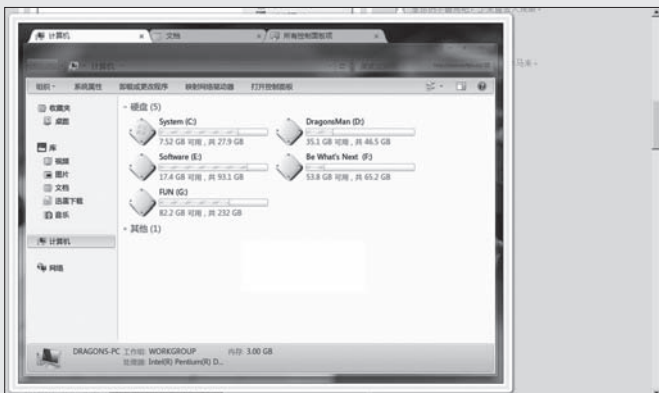 计算机 文档 所有控制面板项
计算机
组织 系统属性 卸载或更改程序 映射网络驱动器 打开控制面板
收藏夹
桌面
库
视频
图片
文档
迅雷下载
音乐
计算机
网络
硬盘 (5)
System (C:)
7.52 GB 可用，共 27.9 GB
DragonsMan (D:)
35.1 GB 可用，共 46.5 GB
Software (E:)
17.4 GB 可用，共 93.1 GB
Be What's Next (F:)
53.8 GB 可用，共 65.2 GB
FUN (G:)
82.2 GB 可用，共 232 GB
其他 (1)
DRAGONS-PC 工作组: WORKGROUP 内存: 3.00 GB
处理器: Intel(R) Pentium(R) D...